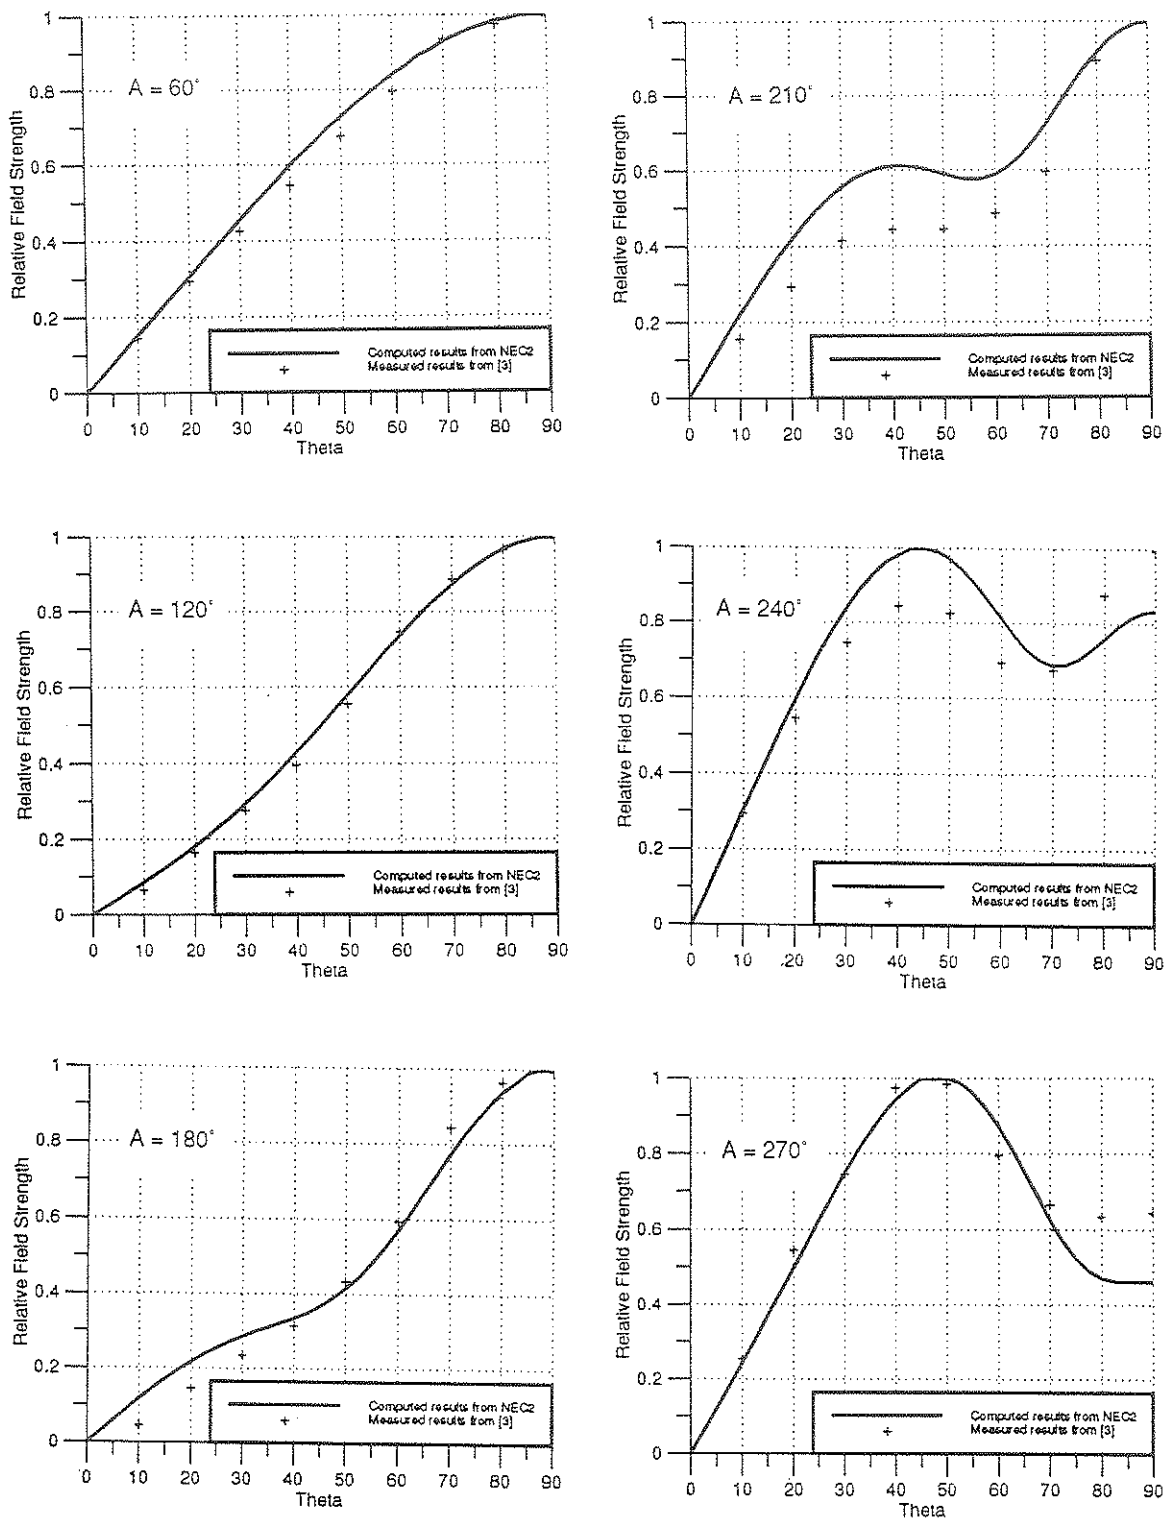 1
0.8
0.6
0.4
0.2
0
Relative Field Strength
A = 60°
Computed results from NEC2
Measured results from [3]
0 10 20 30 40 50 60 70 80 90
Theta
1
0.8
0.6
0.4
0.2
0
Relative Field Strength
A = 210°
Computed results from NEC2
Measured results from [3]
0 10 20 30 40 50 60 70 80 90
Theta
1
0.8
0.6
0.4
0.2
0
Relative Field Strength
A = 120°
Computed results from NEC2
Measured results from [3]
0 10 20 30 40 50 60 70 80 90
Theta
1
0.8
0.6
0.4
0.2
0
Relative Field Strength
A = 240°
Computed results from NEC2
Measured results from [3]
0 10 20 30 40 50 60 70 80 90
Theta
1
0.8
0.6
0.4
0.2
0
Relative Field Strength
A = 180°
Computed results from NEC2
Measured results from [3]
0 10 20 30 40 50 60 70 80 90
Theta
1
0.8
0.6
0.4
0.2
0
Relative Field Strength
A = 270°
Computed results from NEC2
Measured results from [3]
0 10 20 30 40 50 60 70 80 90
Theta